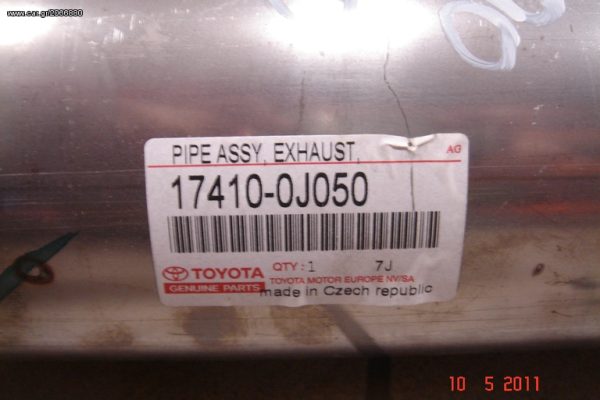 www.car.gr/2066890
PIPE ASSY, EXHAUST,
AG
17410-0J050
TOYOTA
QTY: 1 7J
GENUINE PARTS
TOYOTA MOTOR EUROPE NV/SA
made in Czech republic
10 5 2011